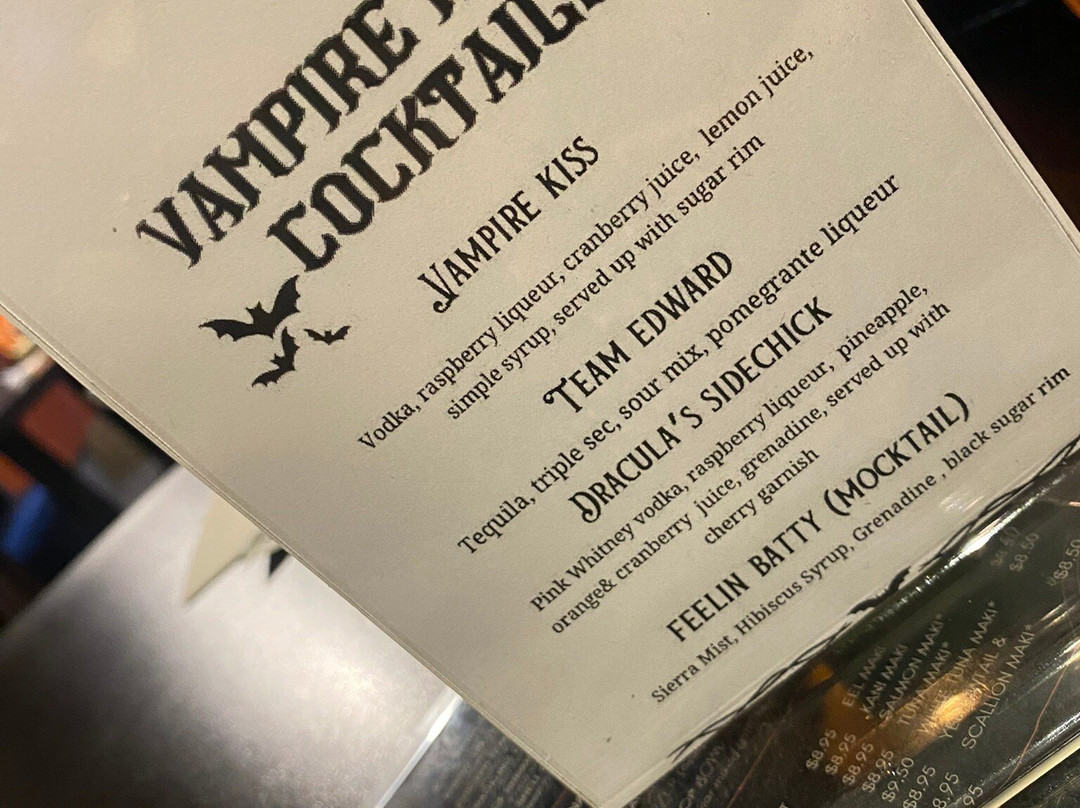 VAMPIRE
COCKTAILS
VAMPIRE KISS
Vodka, raspberry liqueur, cranberry juice, lemon juice,
simple syrup, served up with sugar rim
TEAM EDWARD
Tequila, triple sec, sour mix, pomegrante liqueur
DRACULA'S SIDECHICK
Pink Whitney vodka, raspberry liqueur, pineapple,
orange& cranberry juice, grenadine, served up with
cherry garnish
FEELIN BATTY (MOCKTAIL)
Sierra Mist, Hibiscus Syrup, Grenadine , black sugar rim
$8.50
$8.50
$8.95 EEL
$8.95 KANI MAKI
$8.95 SALMON MAKI*
$8.95 TUNA MAKI*
$9.50 TUNA MAKI*
8.95 &
.95 SCALLION MAKI*